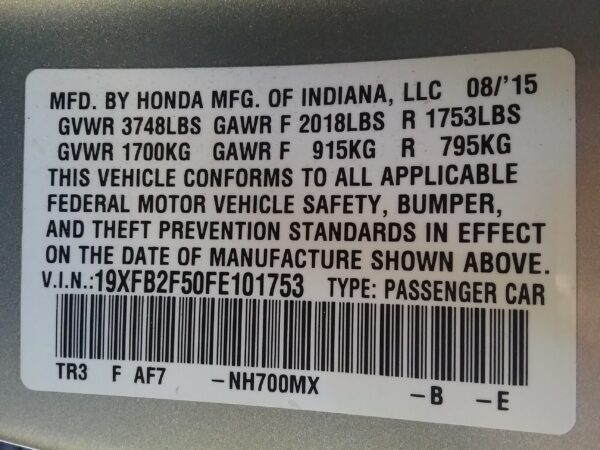 MFD. BY HONDA MFG. OF INDIANA, LLC 08/'15
GVWR 3748LBS GAWR F 2018LBS R 1753LBS
GVWR 1700KG GAWR F 915KG R 795KG
THIS VEHICLE CONFORMS TO ALL APPLICABLE
FEDERAL MOTOR VEHICLE SAFETY, BUMPER,
AND THEFT PREVENTION STANDARDS IN EFFECT
ON THE DATE OF MANUFACTURE SHOWN ABOVE.
V.I.N.:19XFB2F50FE101753 TYPE: PASSENGER CAR
TR3 F AF7 -NH700MX -B -E